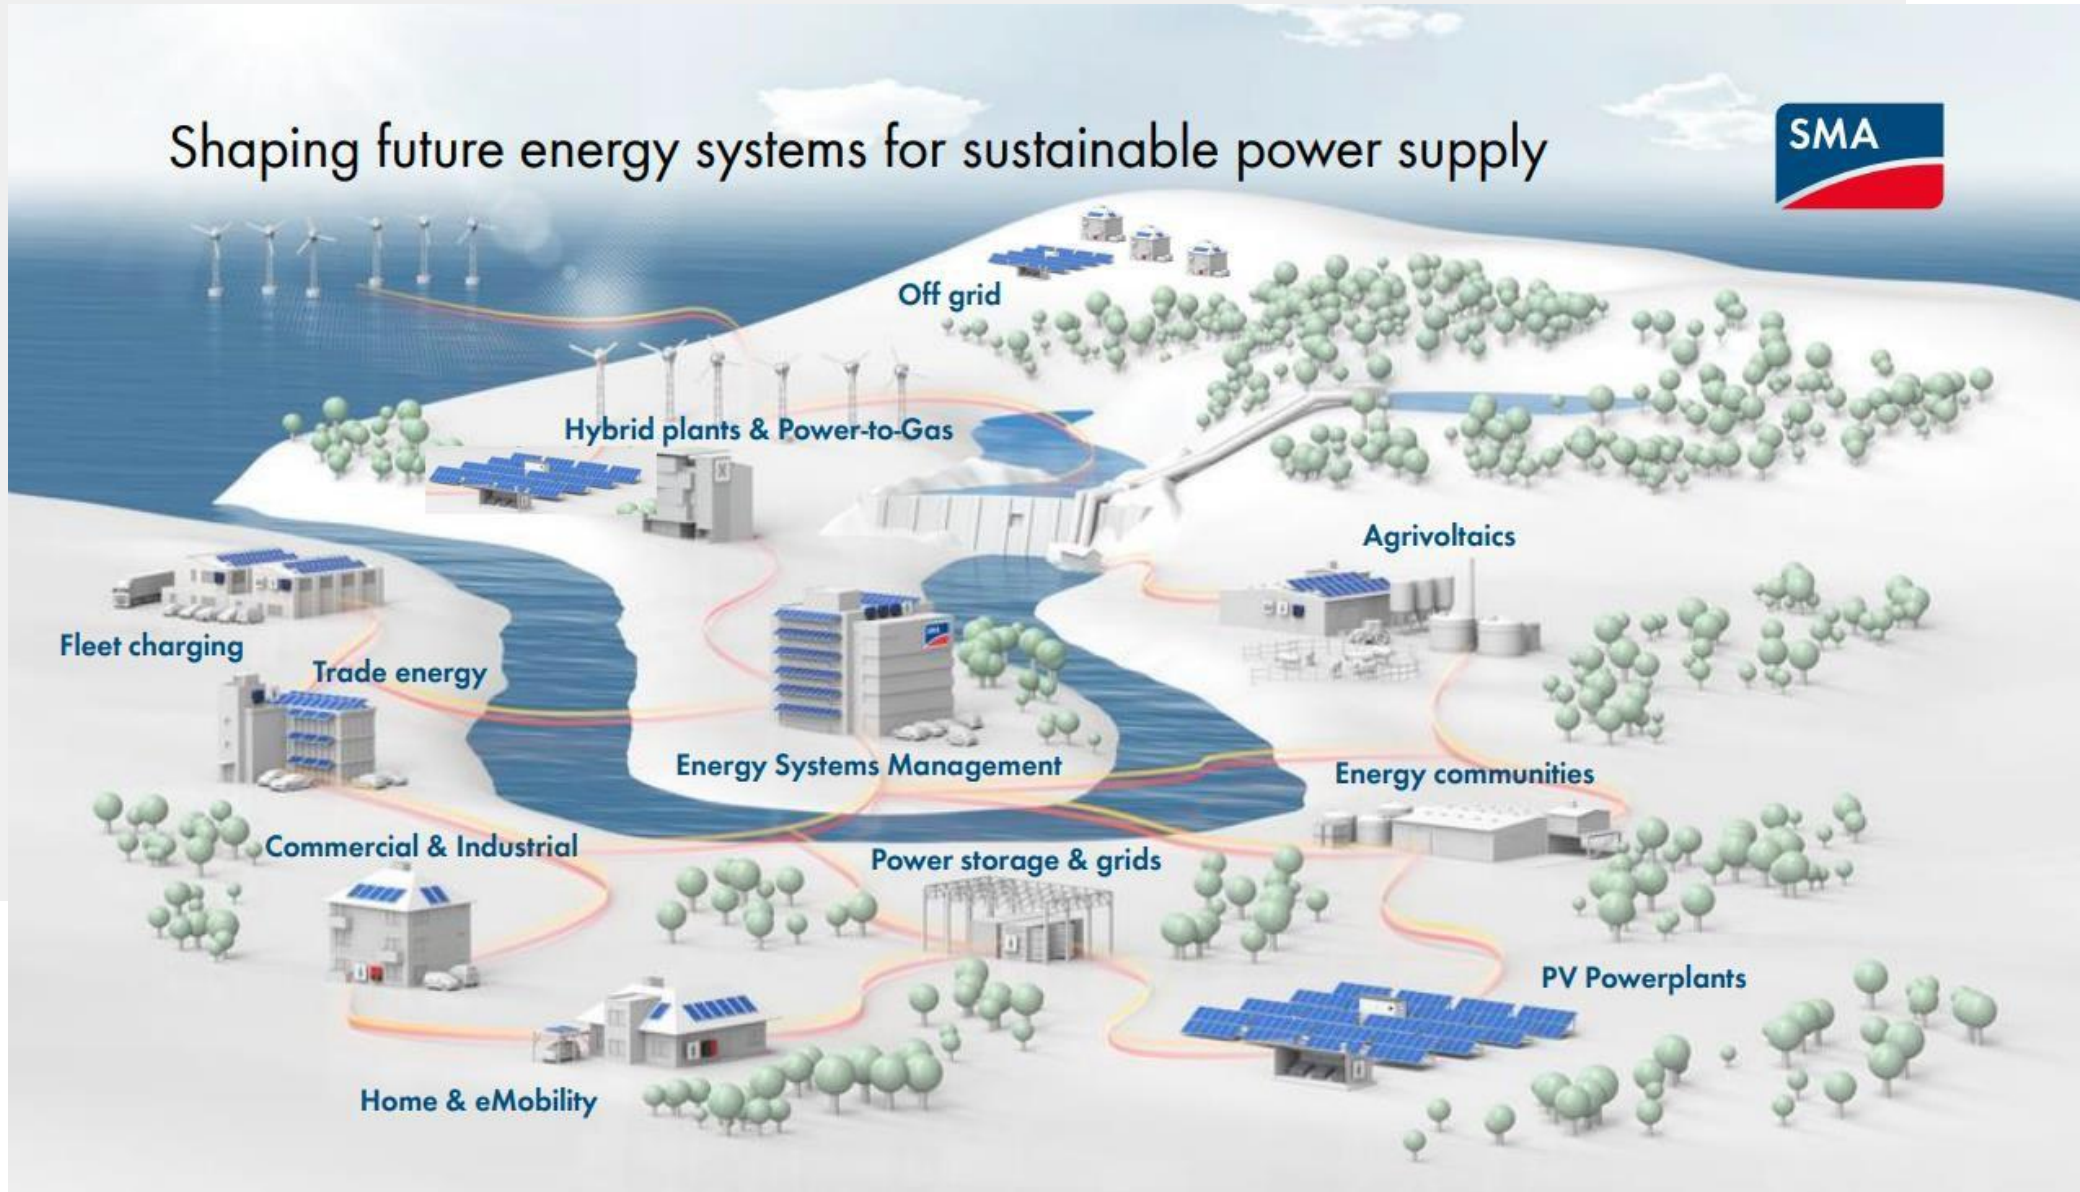 Shaping future energy systems for sustainable power supply
SMA
Off grid
Hybrid plants & Power-to-Gas
Agrivoltaics
Fleet charging
Trade energy
Energy Systems Management
Energy communities
Commercial & Industrial
Power storage & grids
PV Powerplants
Home & eMobility
SMA